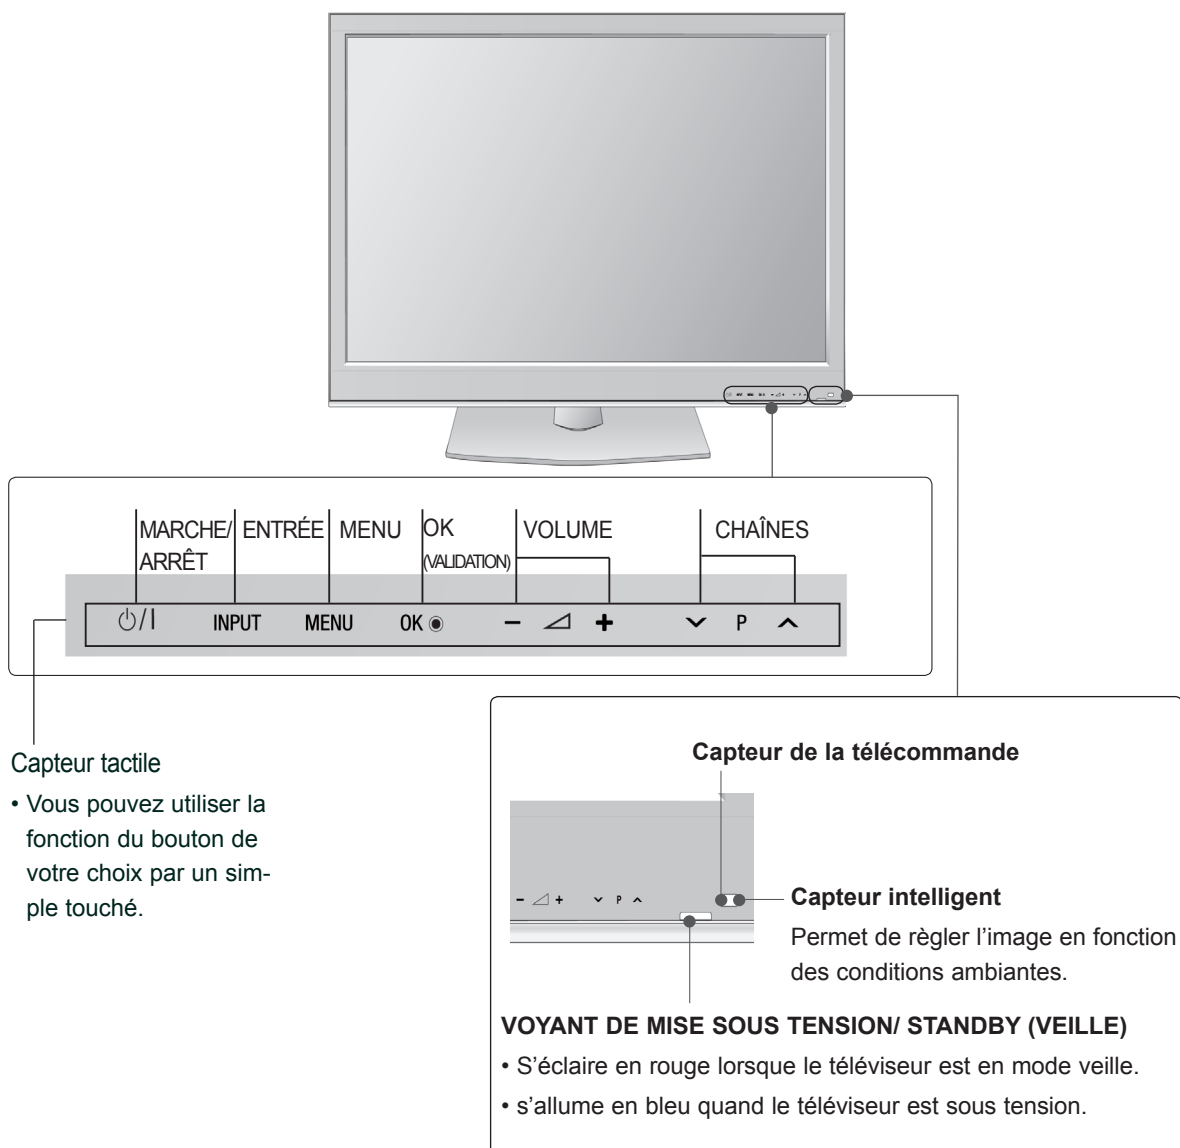 MARCHE/ ENTRÉE MENU OK VOLUME CHAÎNES
ARRÊT (VALIDATION)
⏻/I INPUT MENU OK ◉ - + ⌄ P ⌃
Capteur tactile
• Vous pouvez utiliser la
fonction du bouton de
votre choix par un sim-
ple touché.
Capteur de la télécommande
- + ⌄ P ⌃
Capteur intelligent
Permet de règler l’image en fonction
des conditions ambiantes.
VOYANT DE MISE SOUS TENSION/ STANDBY (VEILLE)
• S’éclaire en rouge lorsque le téléviseur est en mode veille.
• s’allume en bleu quand le téléviseur est sous tension.